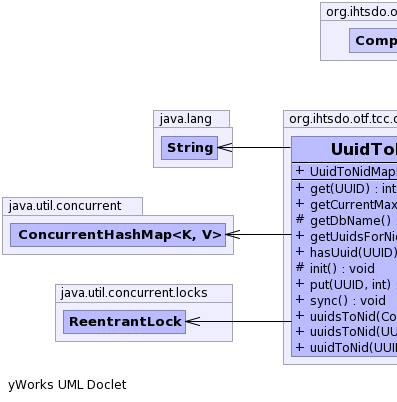 org.ihtsdo.o
Comp
java.lang
String
org.ihtsdo.otf.tcc.
UuidTo
java.util.concurrent
ConcurrentHashMap<K, V>
java.util.concurrent.locks
ReentrantLock
+ UuidToNidMap
+ get(UUID) : int
+ getCurrentMax
# getDbName() :
+ getUuidsForNi
+ hasUuid(UUID)
# init() : void
+ put(UUID, int) :
+ sync() : void
+ uuidsToNid(Co
+ uuidsToNid(UU
+ uuidToNid(UUI
yWorks UML Doclet